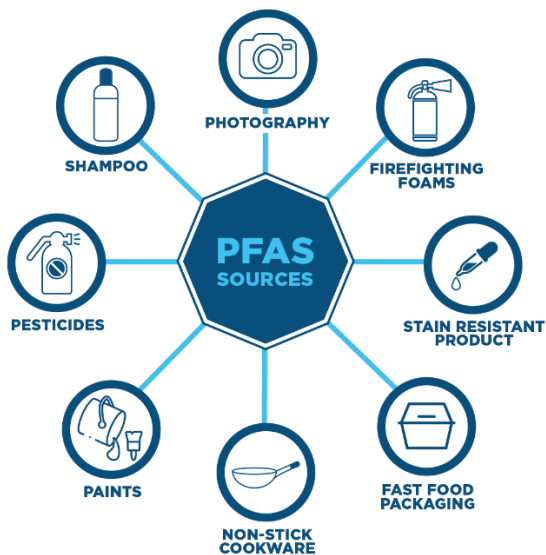 PFAS
SOURCES
PHOTOGRAPHY
FIREFIGHTING
FOAMS
STAIN RESISTANT
PRODUCT
FAST FOOD
PACKAGING
NON-STICK
COOKWARE
PAINTS
PESTICIDES
SHAMPOO